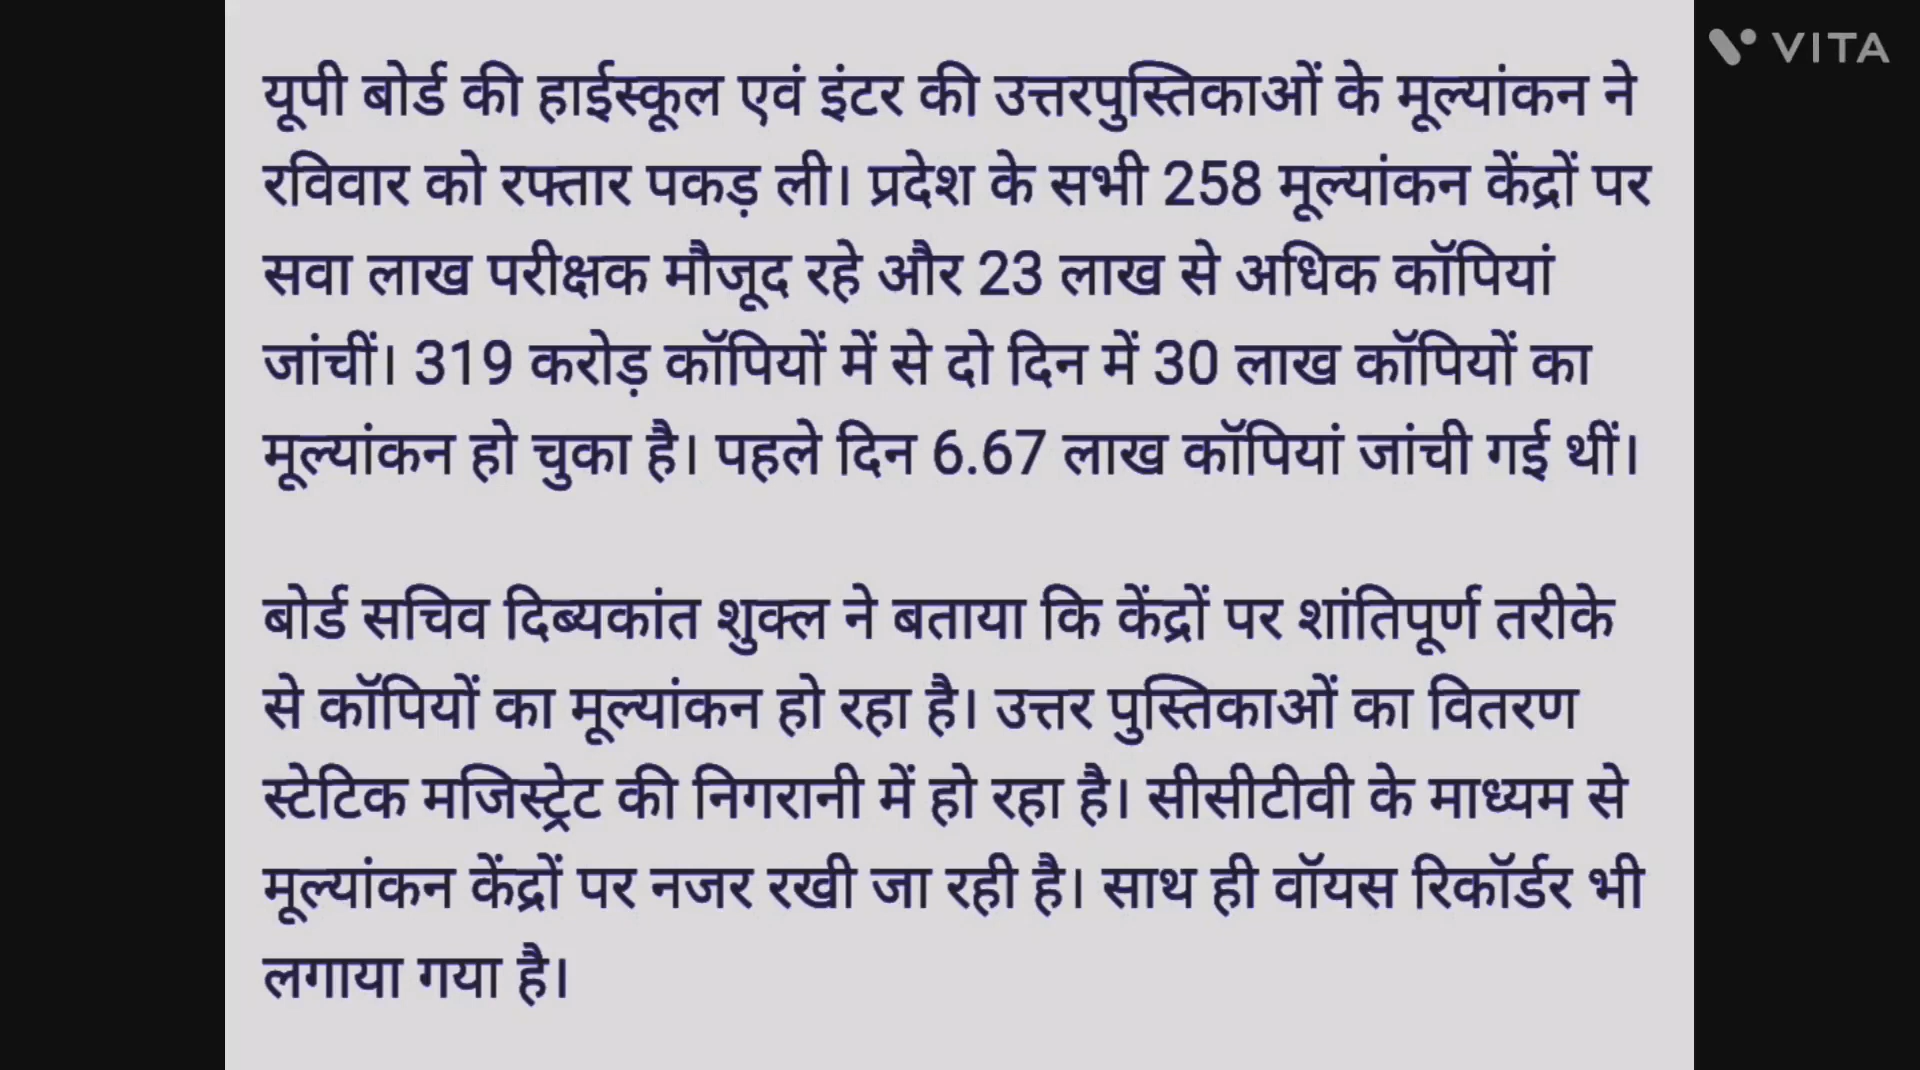 यूपी बोर्ड की हाईस्कूल एवं इंटर की उत्तरपुस्तिकाओं के मूल्यांकन ने
रविवार को रफ्तार पकड़ ली। प्रदेश के सभी 258 मूल्यांकन केंद्रों पर
सवा लाख परीक्षक मौजूद रहे और 23 लाख से अधिक कॉपियां
जांचीं। 319 करोड़ कॉपियों में से दो दिन में 30 लाख कॉपियों का
मूल्यांकन हो चुका है। पहले दिन 6.67 लाख कॉपियां जांची गई थीं।
बोर्ड सचिव दिब्यकांत शुक्ल ने बताया कि केंद्रों पर शांतिपूर्ण तरीके
से कॉपियों का मूल्यांकन हो रहा है। उत्तर पुस्तिकाओं का वितरण
स्टेटिक मजिस्ट्रेट की निगरानी में हो रहा है। सीसीटीवी के माध्यम से
मूल्यांकन केंद्रों पर नजर रखी जा रही है। साथ ही वॉयस रिकॉर्डर भी
लगाया गया है।
VITA